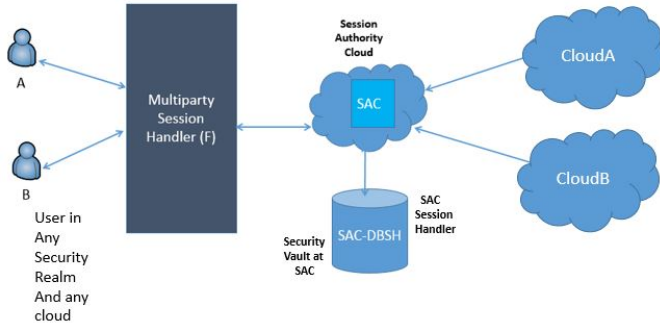 A
B
User in
Any
Security
Realm
And any
cloud
Multiparty
Session
Handler (F)
Session
Authority
Cloud
SAC
SAC-DBSH
Security
Vault at
SAC
SAC
Session
Handler
CloudA
CloudB